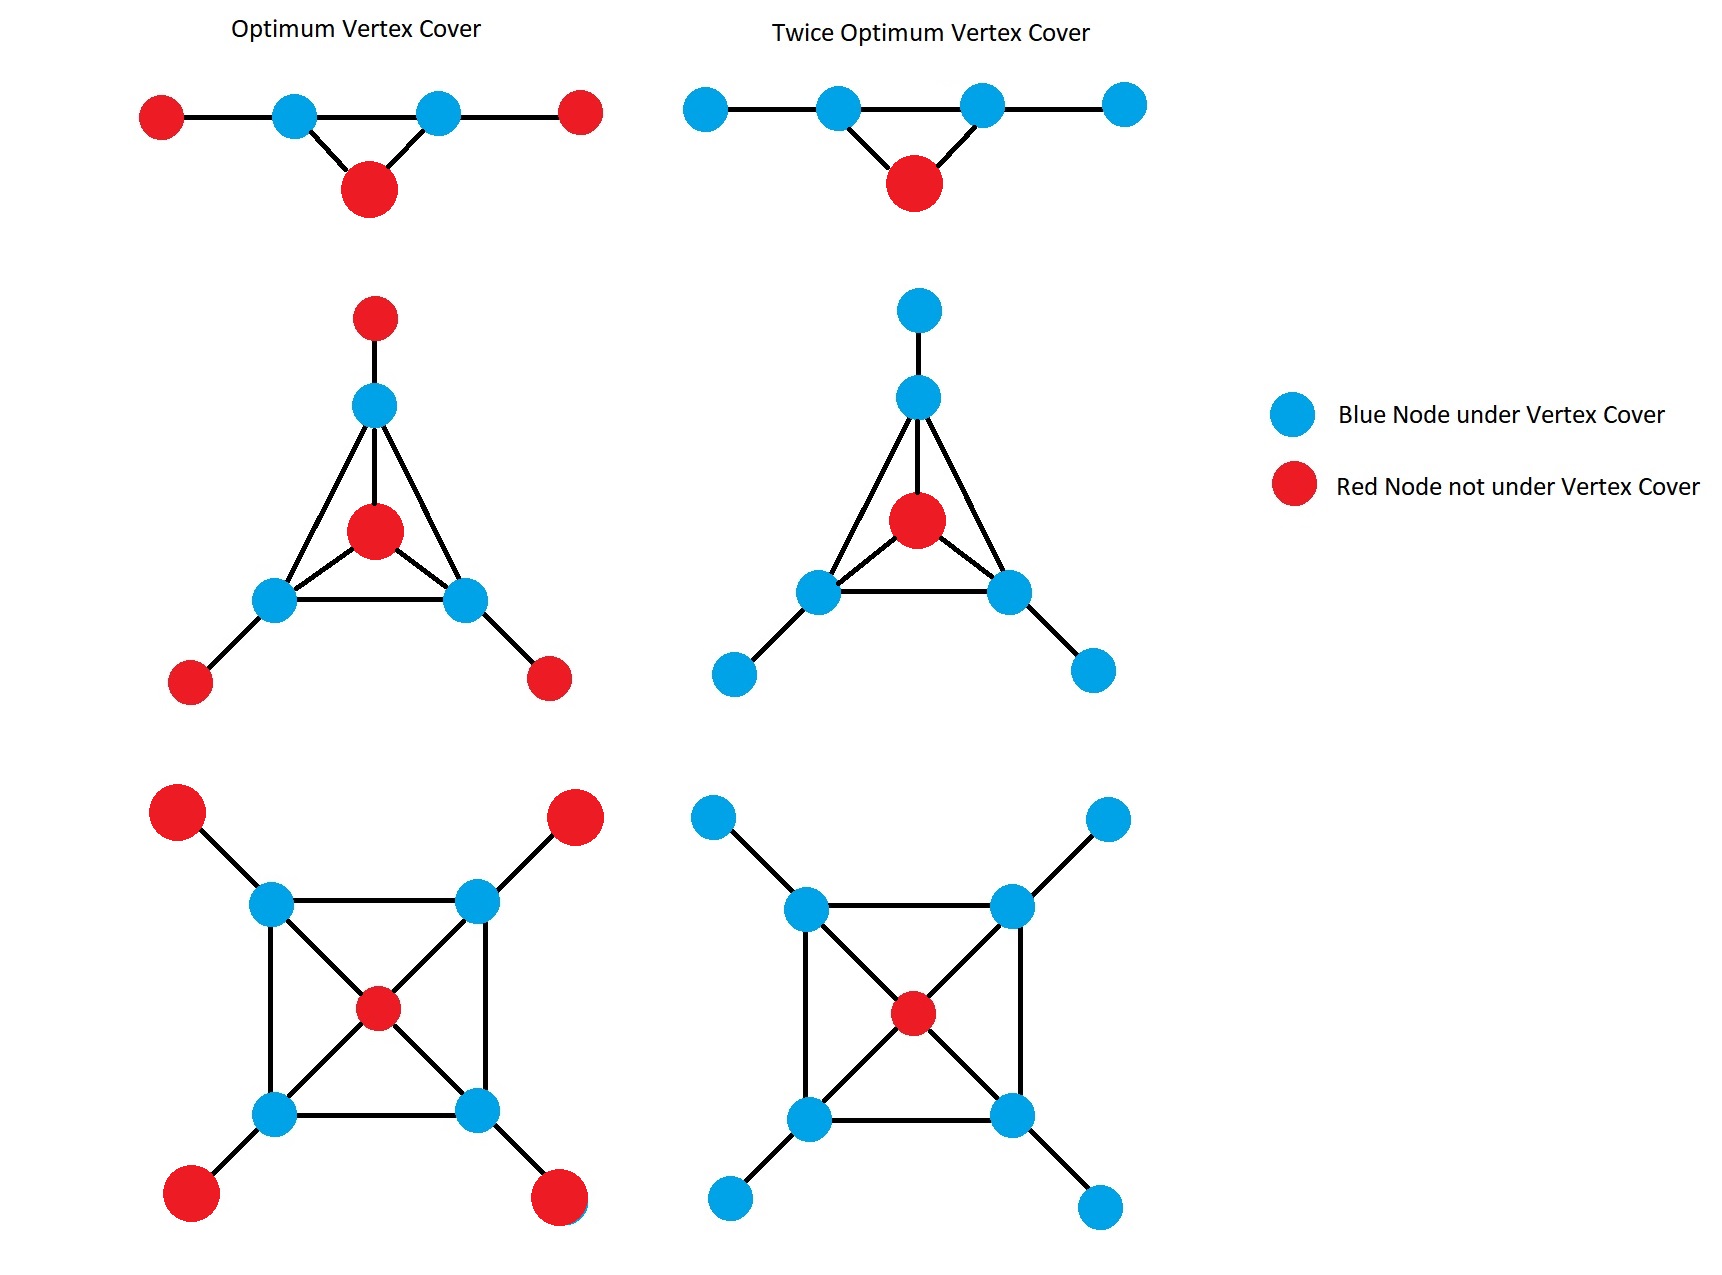 Optimum Vertex Cover
Twice Optimum Vertex Cover
Blue Node under Vertex Cover
Red Node not under Vertex Cover